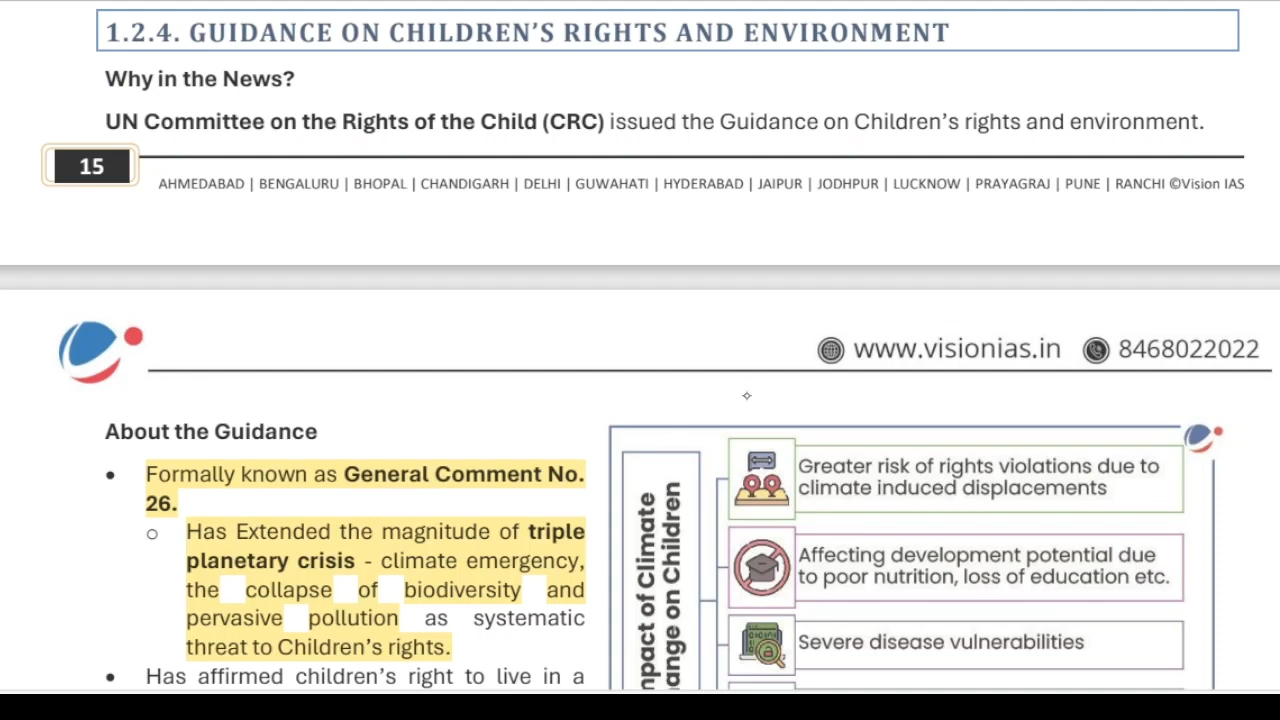 1.2.4. GUIDANCE ON CHILDREN’S RIGHTS AND ENVIRONMENT
Why in the News?
UN Committee on the Rights of the Child (CRC) issued the Guidance on Children’s rights and environment.
15
AHMEDABAD | BENGALURU | BHOPAL | CHANDIGARH | DELHI | GUWAHATI | HYDERABAD | JAIPUR | JODHPUR | LUCKNOW | PRAYAGRAJ | PUNE | RANCHI ©Vision IAS
www.visionias.in 8468022022
About the Guidance
• Formally known as General Comment No.
26.
o Has Extended the magnitude of triple
planetary crisis - climate emergency,
the collapse of biodiversity and
pervasive pollution as systematic
threat to Children’s rights.
• Has affirmed children’s right to live in a
mpact of Climate
ange on Children
Greater risk of rights violations due to
climate induced displacements
Affecting development potential due
to poor nutrition, loss of education etc.
Severe disease vulnerabilities